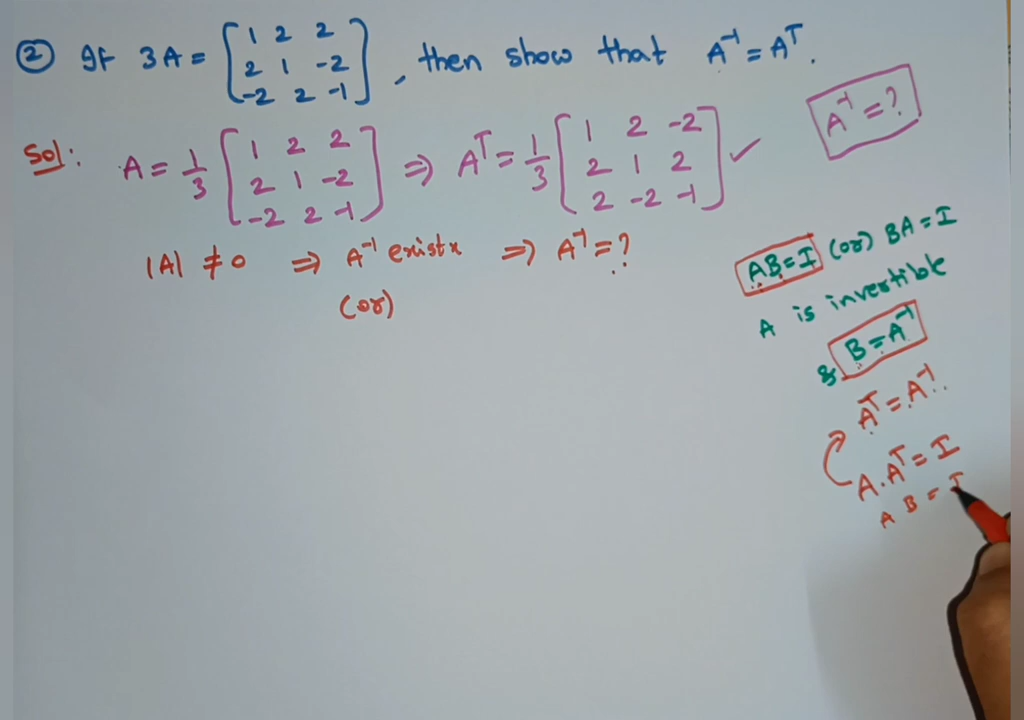 ② If 3A = [1 2 2
2 1 -2
-2 2 -1], then show that A⁻¹ = Aᵀ.
Sol: A = 1/3 [1 2 2
2 1 -2
-2 2 -1] ⇒ Aᵀ = 1/3 [1 2 -2
2 1 2
2 -2 -1] ✓
A⁻¹ = ?
|A| ≠ 0 ⇒ A⁻¹ exists ⇒ A⁻¹ = ?
(or)
AB = I (or) BA = I
A is invertible
& B = A⁻¹
Aᵀ = A⁻¹
A.Aᵀ = I
A B = I